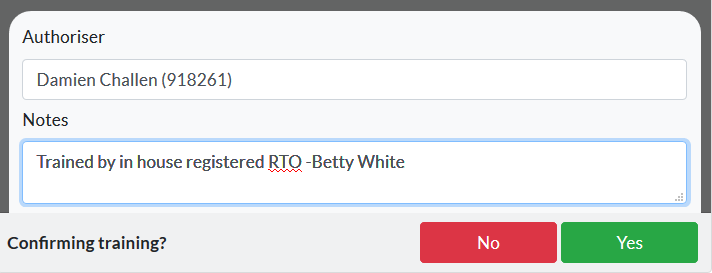 Authoriser
Damien Challen (918261)
Notes
Trained by in house registered RTO -Betty White
Confirming training?
No
Yes